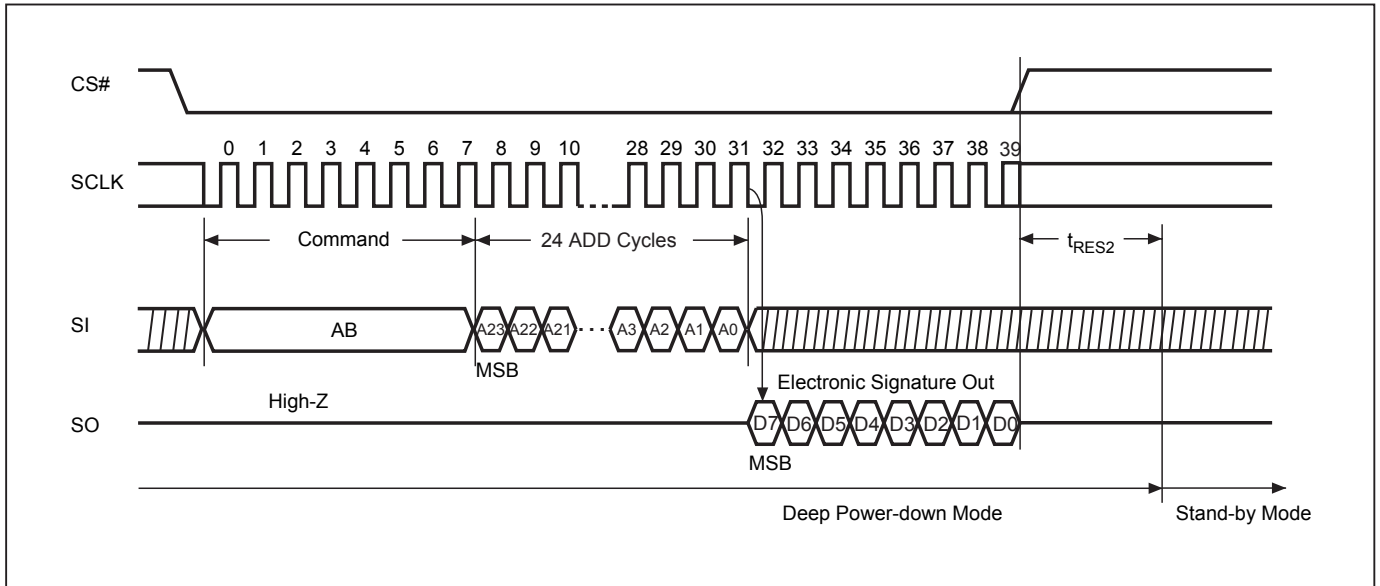 CS#
0 1 2 3 4 5 6 7 8 9 10 28 29 30 31 32 33 34 35 36 37 38 39
SCLK
Command 24 ADD Cycles tRES2
SI AB A23 A22 A21 A3 A2 A1 A0
MSB
Electronic Signature Out
High-Z
SO D7 D6 D5 D4 D3 D2 D1 D0
MSB
Deep Power-down Mode Stand-by Mode